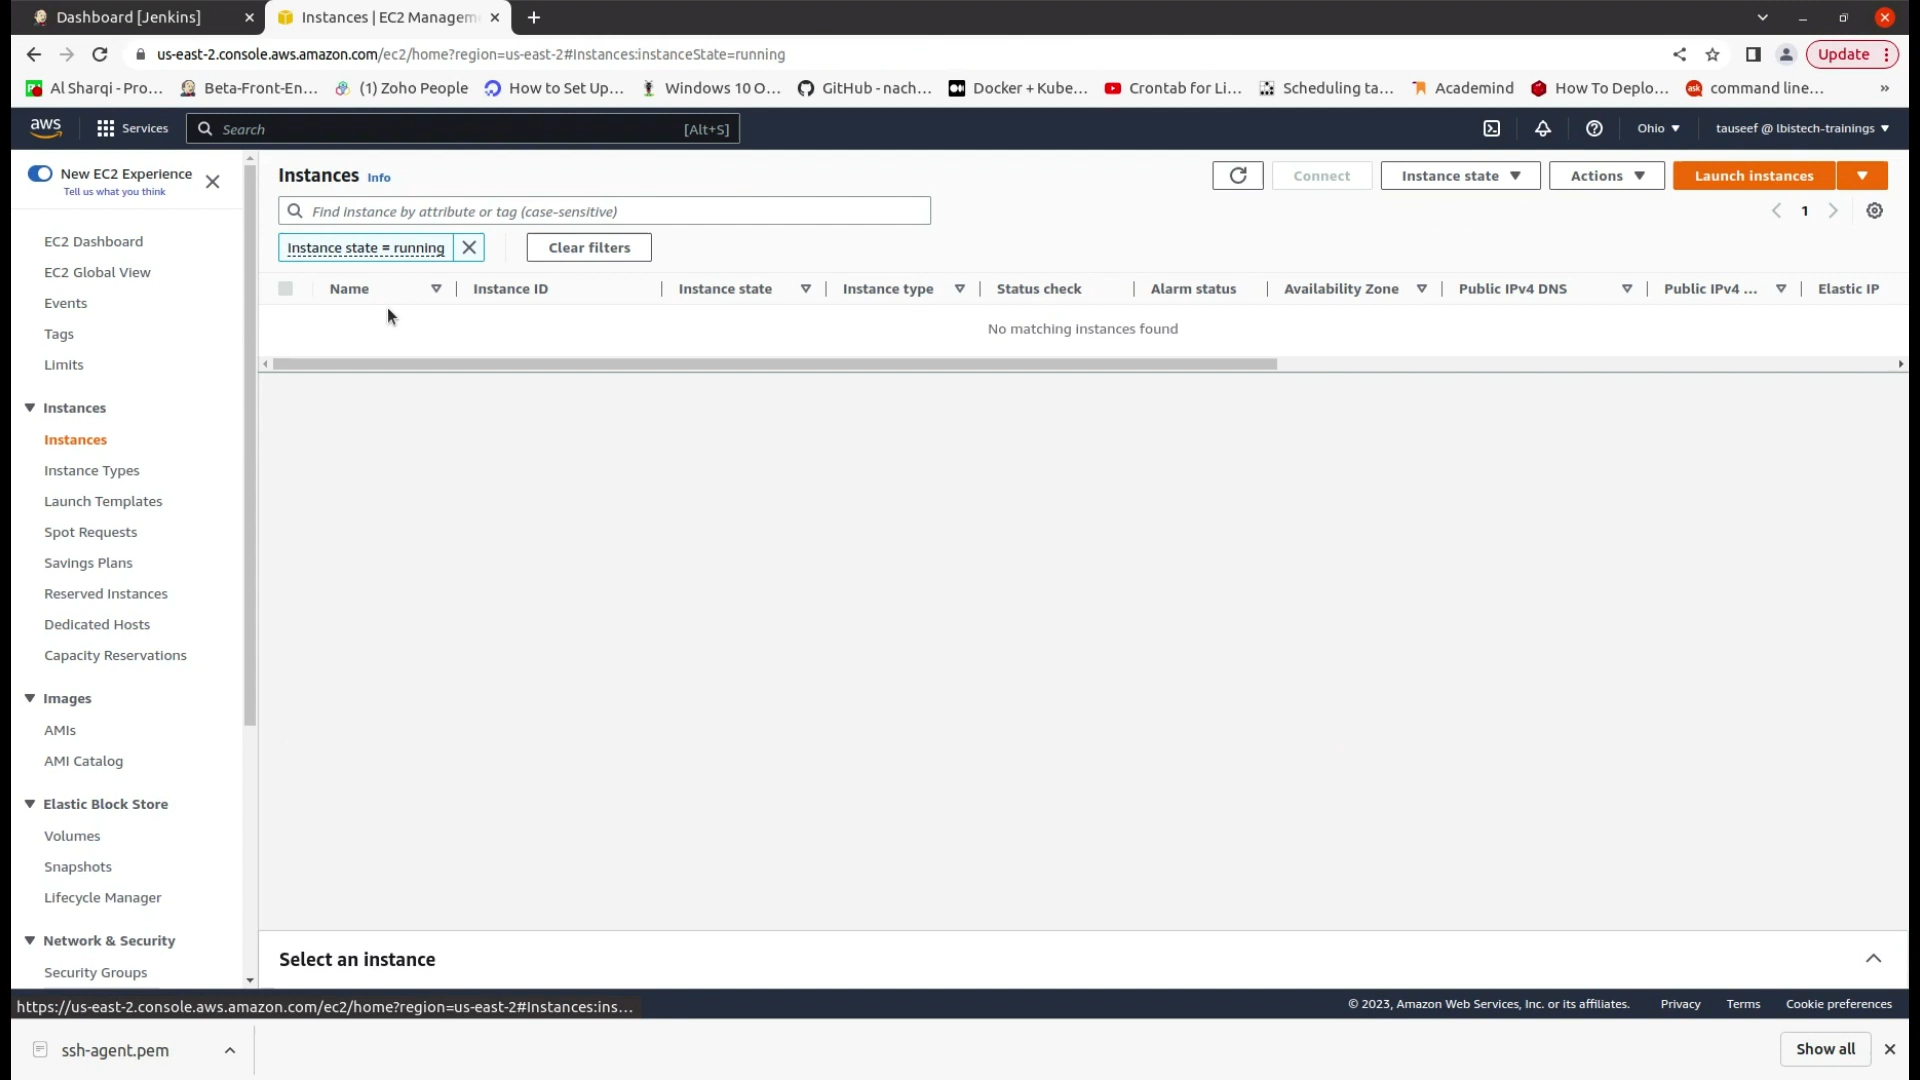 Dashboard [Jenkins]
Instances | EC2 Managem
us-east-2.console.aws.amazon.com/ec2/home?region=us-east-2#Instances:instanceState=running
Update
Al Sharqi - Pro...
Beta-Front-En...
(1) Zoho People
How to Set Up...
Windows 10 O...
GitHub - nach...
Docker + Kube...
Crontab for Li...
Scheduling ta...
Academind
How To Deplo...
command line...
»
aws
Services
Search
[Alt+S]
Ohio
tauseef @ lbistech-trainings
New EC2 Experience
Tell us what you think
EC2 Dashboard
EC2 Global View
Events
Tags
Limits
Instances
Instances
Instance Types
Launch Templates
Spot Requests
Savings Plans
Reserved Instances
Dedicated Hosts
Capacity Reservations
Images
AMIs
AMI Catalog
Elastic Block Store
Volumes
Snapshots
Lifecycle Manager
Network & Security
Security Groups
Instances Info
Connect
Instance state
Actions
Launch instances
Find instance by attribute or tag (case-sensitive)
1
Instance state = running
Clear filters
Name
Instance ID
Instance state
Instance type
Status check
Alarm status
Availability Zone
Public IPv4 DNS
Public IPv4 ...
Elastic IP
No matching instances found
Select an instance
https://us-east-2.console.aws.amazon.com/ec2/home?region=us-east-2#Instances:ins...
© 2023, Amazon Web Services, Inc. or its affiliates.
Privacy
Terms
Cookie preferences
ssh-agent.pem
Show all